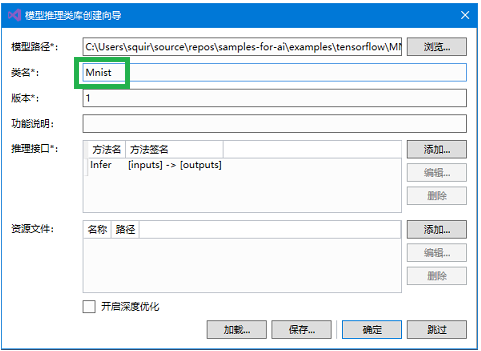 模型推理类库创建向导
模型路径*: C:\Users\squir\source\repos\samples-for-ai\examples\tensorflow\MN 浏览...
类名*: Mnist
版本*: 1
功能说明:
推理接口*: 方法名 方法签名 添加...
Infer [inputs] -> [outputs] 编辑...
删除
资源文件: 名称 路径 添加...
编辑...
删除
开启深度优化
加载... 保存... 确定 跳过